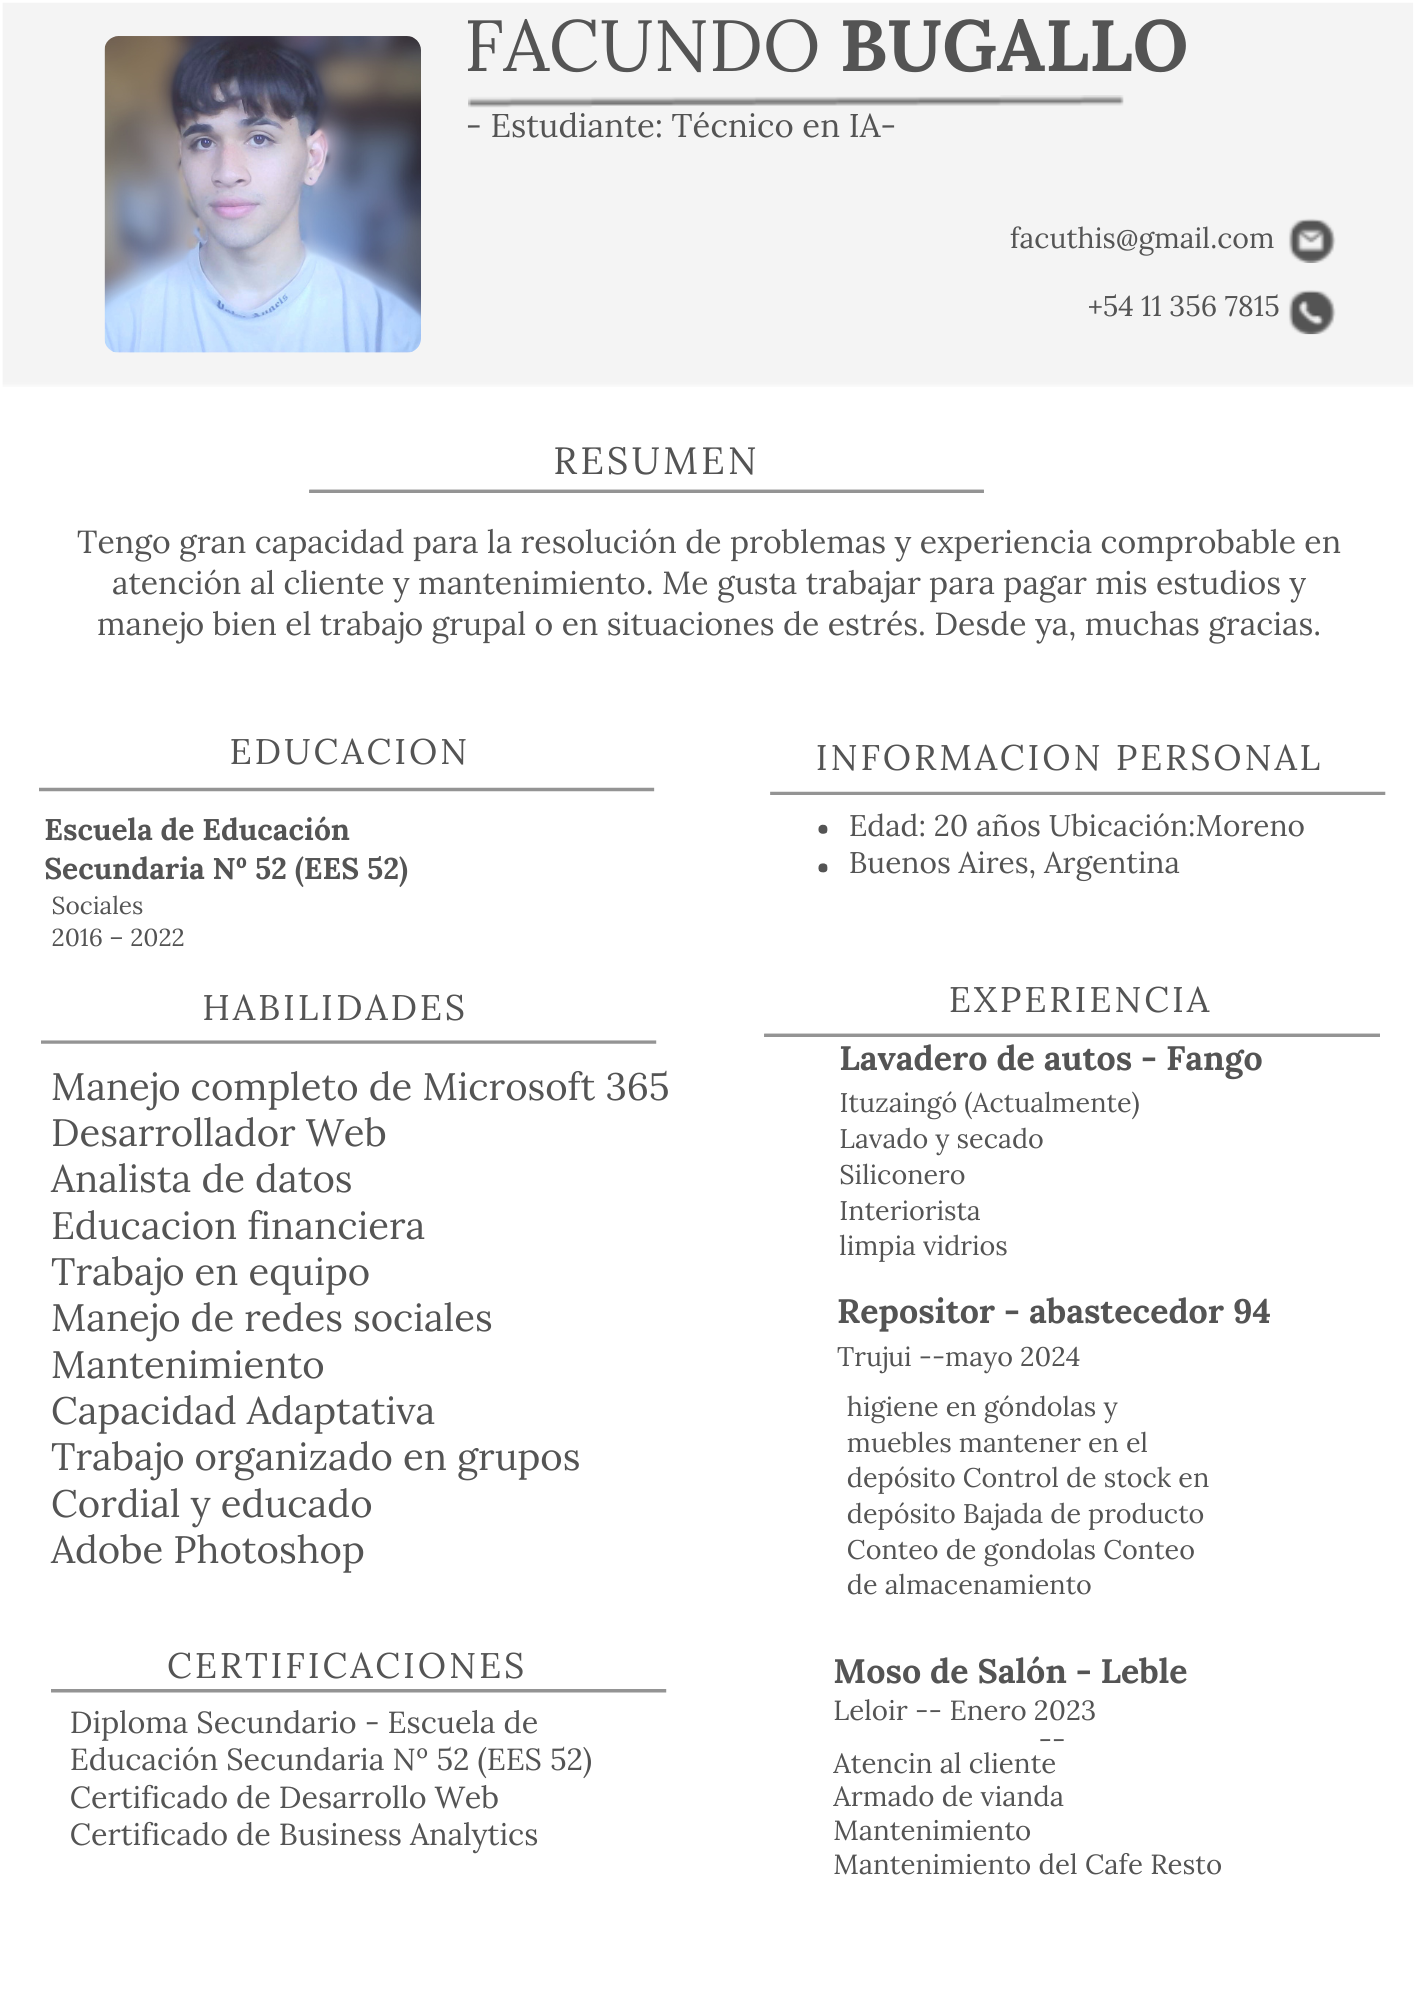 FACUNDO BUGALLO
- Estudiante: Técnico en IA-
facuthis@gmail.com
+54 11 356 7815
RESUMEN
Tengo gran capacidad para la resolución de problemas y experiencia comprobable en
atención al cliente y mantenimiento. Me gusta trabajar para pagar mis estudios y
manejo bien el trabajo grupal o en situaciones de estrés. Desde ya, muchas gracias.
EDUCACION
Escuela de Educación
Secundaria Nº 52 (EES 52)
Sociales
2016 – 2022
HABILIDADES
Manejo completo de Microsoft 365
Desarrollador Web
Analista de datos
Educacion financiera
Trabajo en equipo
Manejo de redes sociales
Mantenimiento
Capacidad Adaptativa
Trabajo organizado en grupos
Cordial y educado
Adobe Photoshop
CERTIFICACIONES
Diploma Secundario - Escuela de
Educación Secundaria Nº 52 (EES 52)
Certificado de Desarrollo Web
Certificado de Business Analytics
INFORMACION PERSONAL
• Edad: 20 años Ubicación:Moreno
• Buenos Aires, Argentina
EXPERIENCIA
Lavadero de autos - Fango
Ituzaingó (Actualmente)
Lavado y secado
Siliconero
Interiorista
limpia vidrios
Repositor - abastecedor 94
Trujui --mayo 2024
higiene en góndolas y
muebles mantener en el
depósito Control de stock en
depósito Bajada de producto
Conteo de gondolas Conteo
de almacenamiento
Moso de Salón - Leble
Leloir -- Enero 2023
--
Atencin al cliente
Armado de vianda
Mantenimiento
Mantenimiento del Cafe Resto